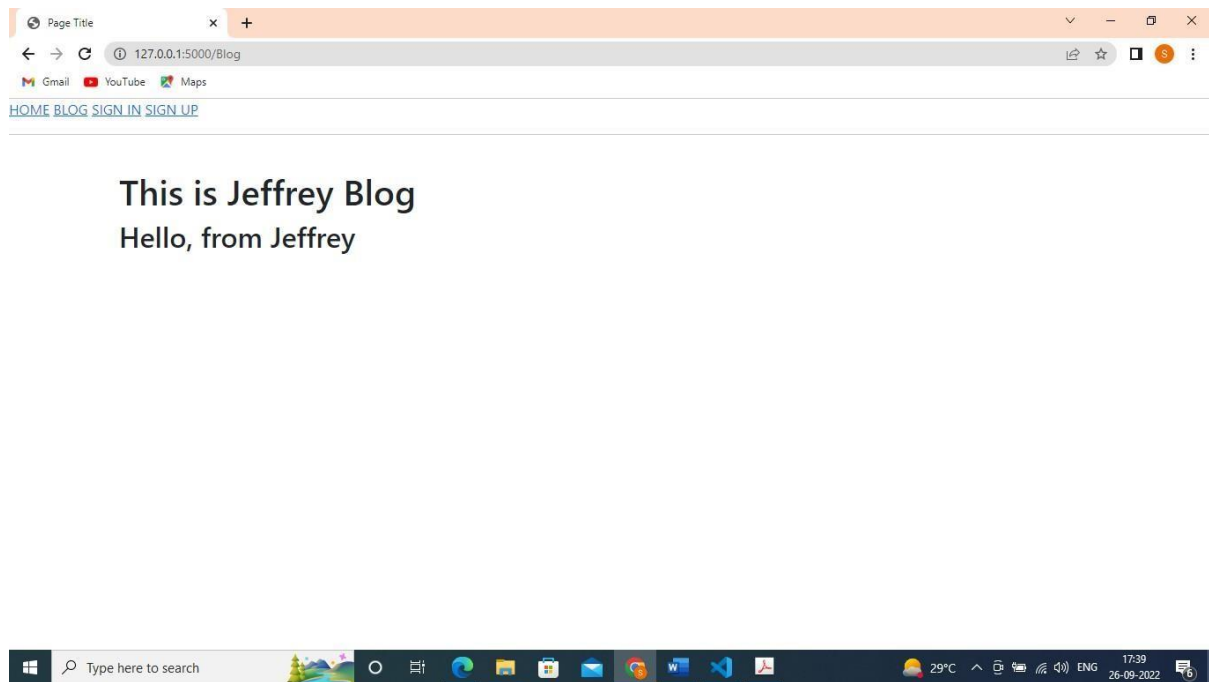 Page Title
127.0.0.1:5000/Blog
S
Gmail YouTube Maps
HOME BLOG SIGN IN SIGN UP
This is Jeffrey Blog
Hello, from Jeffrey
Type here to search
W
29°C
ENG
17:39
26-09-2022
6